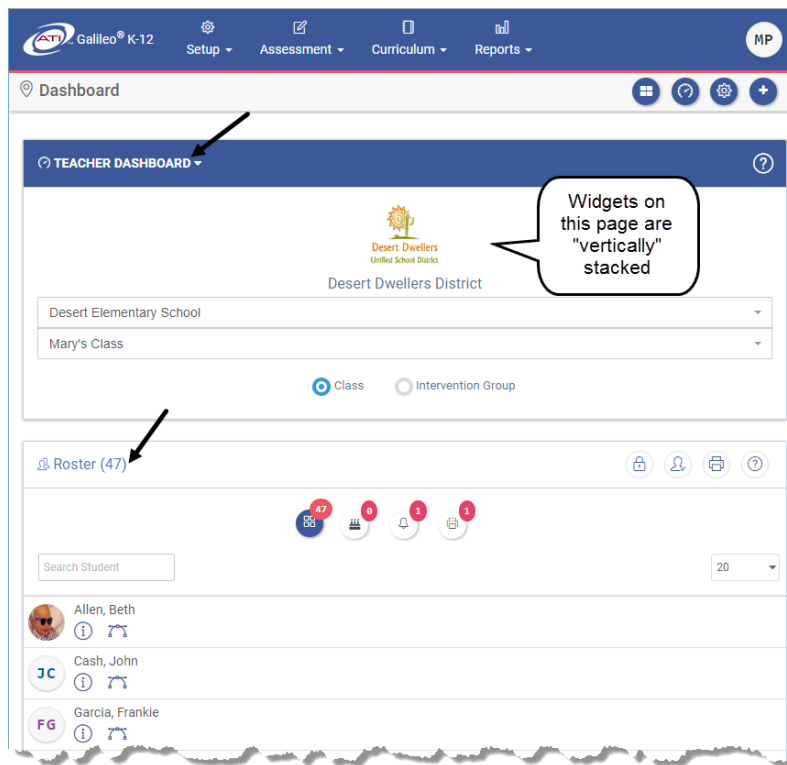 ATI Galileo® K-12
Setup
Assessment
Curriculum
Reports
MP
Dashboard
TEACHER DASHBOARD
Widgets on
this page are
"vertically"
stacked
Desert Dwellers
Unified School District
Desert Dwellers District
Desert Elementary School
Mary's Class
Class
Intervention Group
Roster (47)
47
0
1
1
Search Student
20
Allen, Beth
JC
Cash, John
FG
Garcia, Frankie